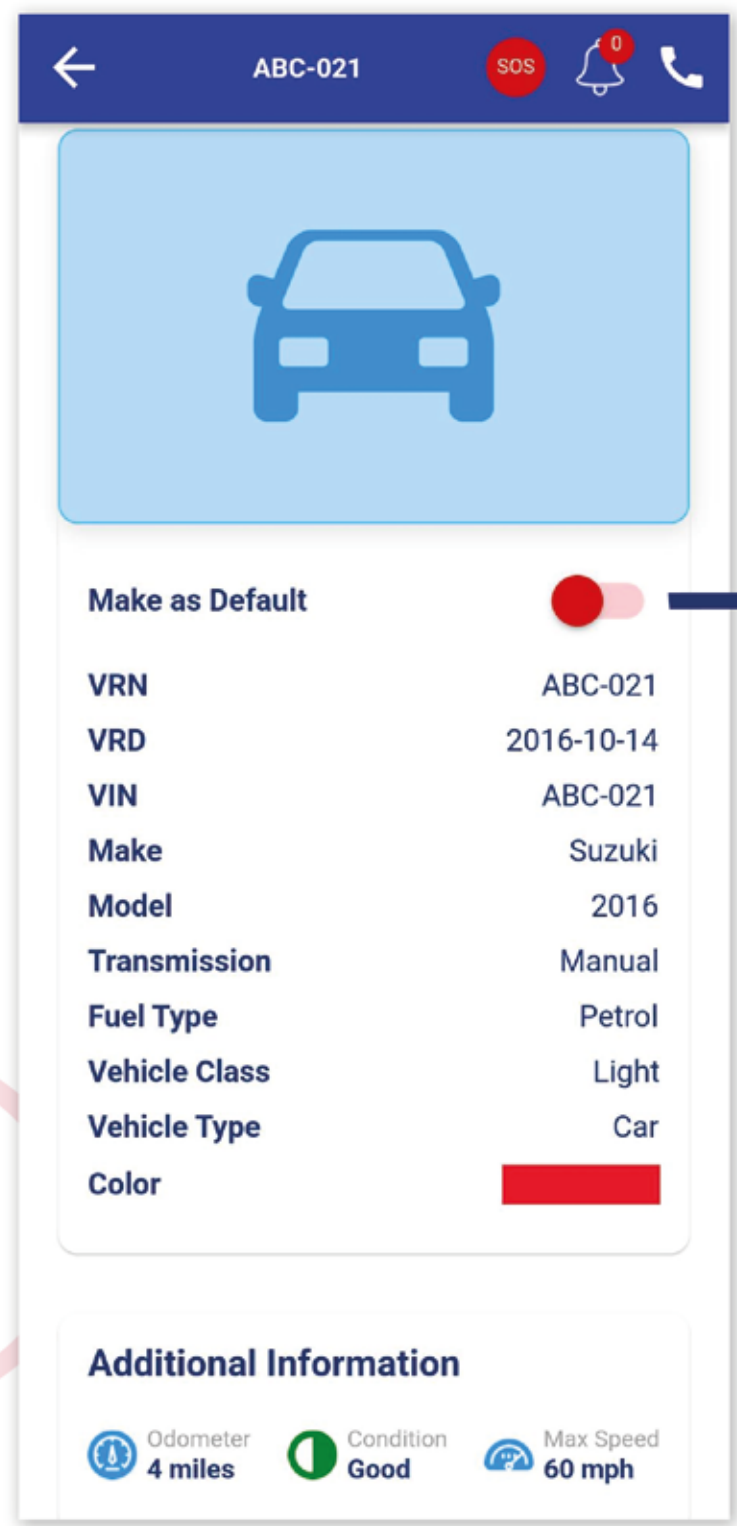 ABC-021 SOS 0
Make as Default
VRN ABC-021
VRD 2016-10-14
VIN ABC-021
Make Suzuki
Model 2016
Transmission Manual
Fuel Type Petrol
Vehicle Class Light
Vehicle Type Car
Color
Additional Information
Odometer Condition Max Speed
4 miles Good 60 mph